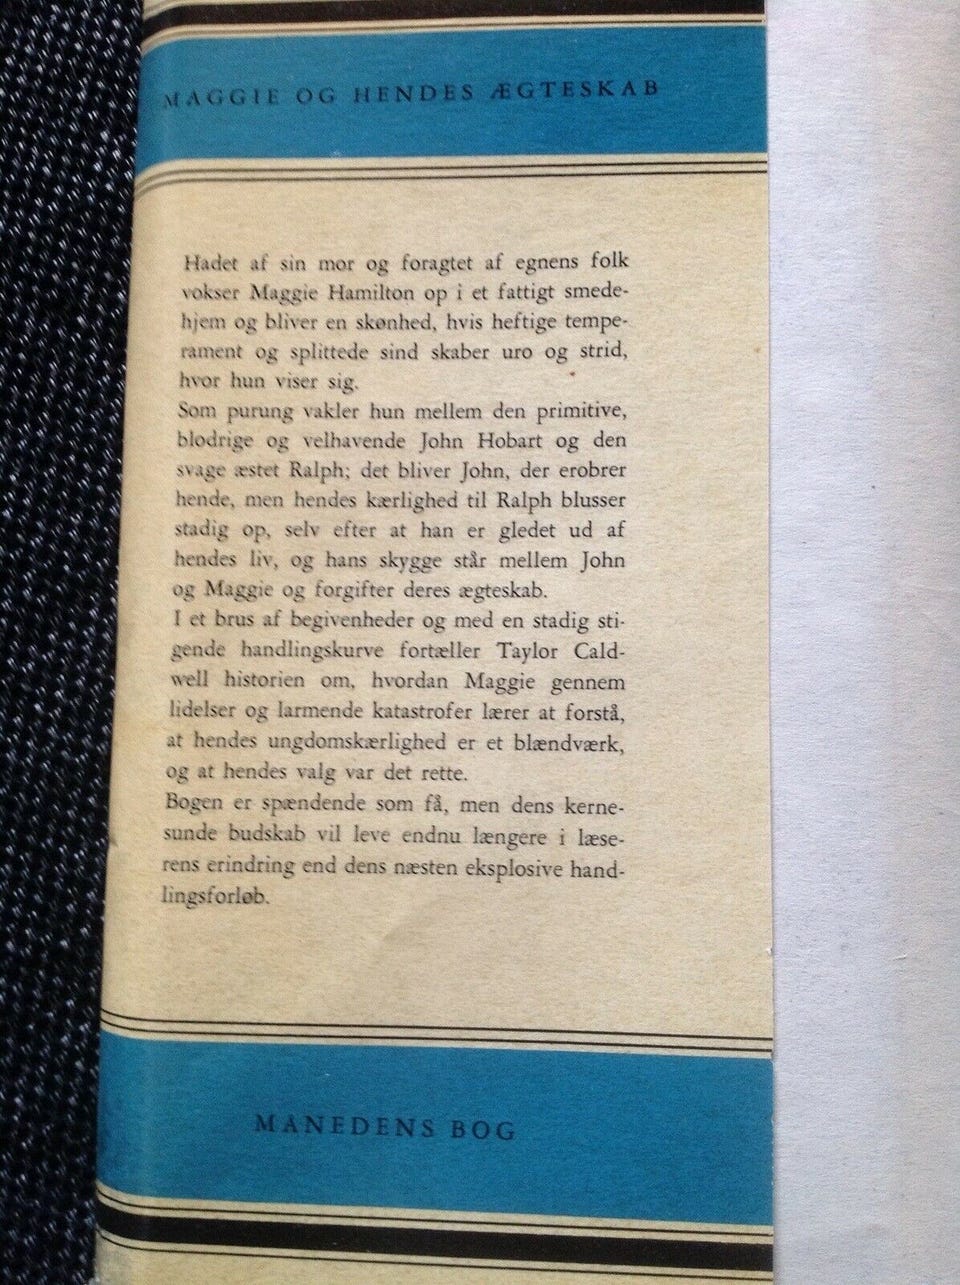 MAGGIE OG HENDES ÆGTESKAB
Hadet af sin mor og foragtet af egnens folk
vokser Maggie Hamilton op i et fattigt smede-
hjem og bliver en skønhed, hvis heftige tempe-
rament og splittede sind skaber uro og strid,
hvor hun viser sig.
Som purung vakler hun mellem den primitive,
blodrige og velhavende John Hobart og den
svage æstet Ralph; det bliver John, der erobrer
hende, men hendes kærlighed til Ralph blusser
stadig op, selv efter at han er gledet ud af
hendes liv, og hans skygge står mellem John
og Maggie og forgifter deres ægteskab.
I et brus af begivenheder og med en stadig sti-
gende handlingskurve fortæller Taylor Cald-
well historien om, hvordan Maggie gennem
lidelser og larmende katastrofer lærer at forstå,
at hendes ungdomskærlighed er et blændværk,
og at hendes valg var det rette.
Bogen er spændende som få, men dens kerne-
sunde budskab vil leve endnu længere i læse-
rens erindring end dens næsten eksplosive hand-
lingsforløb.
MÅNEDENS BOG